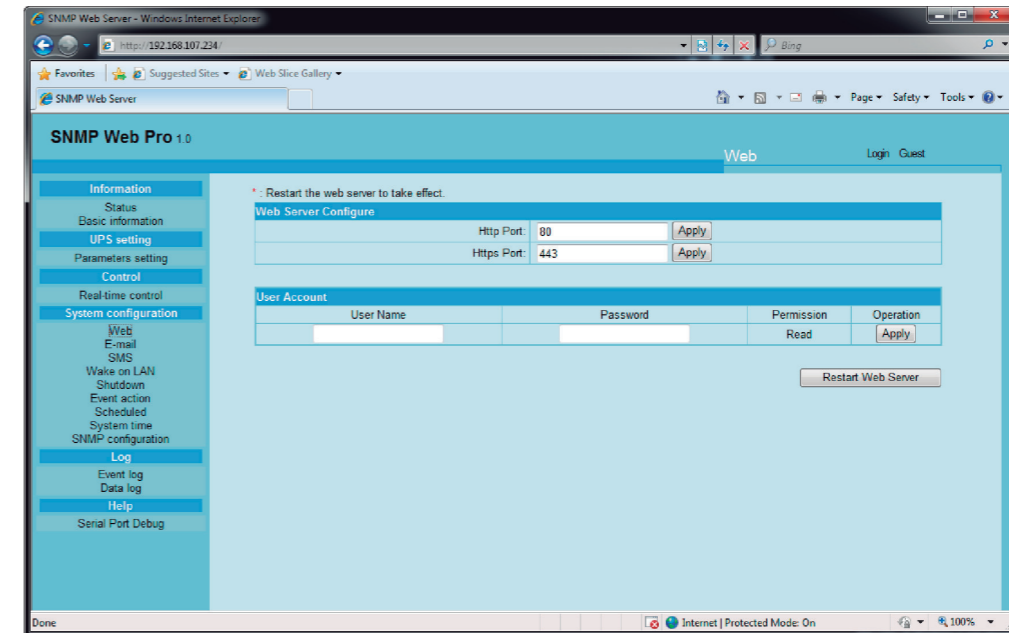 SNMP Web Server - Windows Internet Explorer
http://192.168.107.234/
Bing
Favorites Suggested Sites Web Slice Gallery
SNMP Web Server
Page Safety Tools
SNMP Web Pro 1.0
Web
Login Guest
Information
Status
Basic information
UPS setting
Parameters setting
Control
Real-time control
System configuration
Web
E-mail
SMS
Wake on LAN
Shutdown
Event action
Scheduled
System time
SNMP configuration
Log
Event log
Data log
Help
Serial Port Debug
* : Restart the web server to take effect.
Web Server Configure
Http Port: 80 Apply
Https Port: 443 Apply
User Account
User Name Password Permission Operation
Read Apply
Restart Web Server
Done Internet | Protected Mode: On 100%